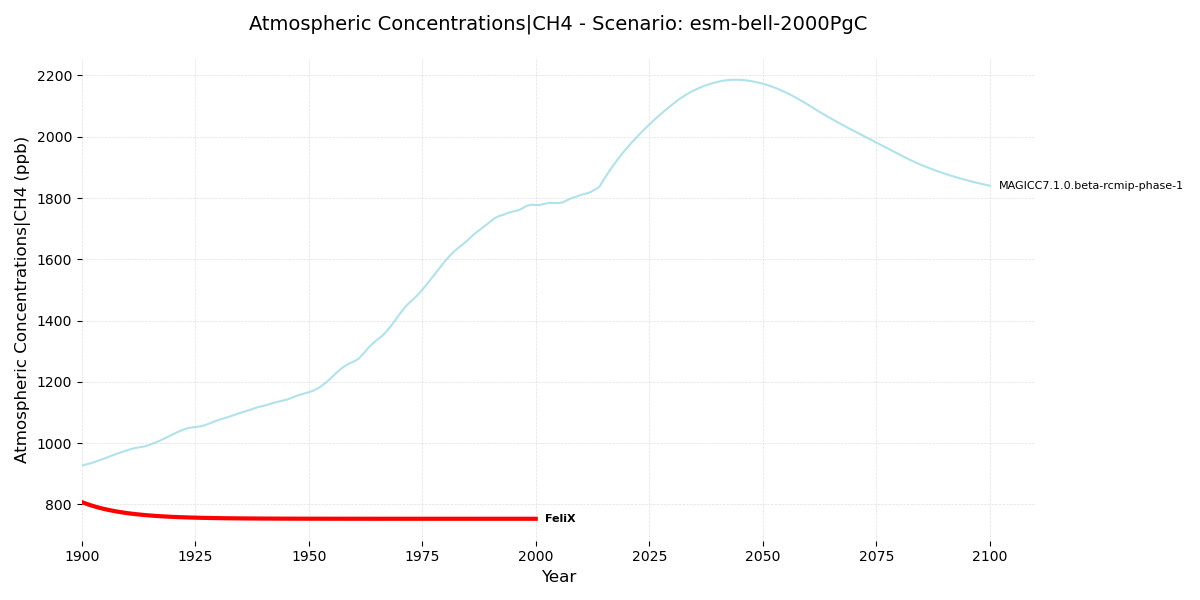 Atmospheric Concentrations|CH4 - Scenario: esm-bell-2000PgC
Atmospheric Concentrations|CH4 (ppb)
2200
2000
1800
1600
1400
1200
1000
800
MAGICC7.1.0.beta-rcmip-phase-1
FeliX
1900 1925 1950 1975 2000 2025 2050 2075 2100
Year